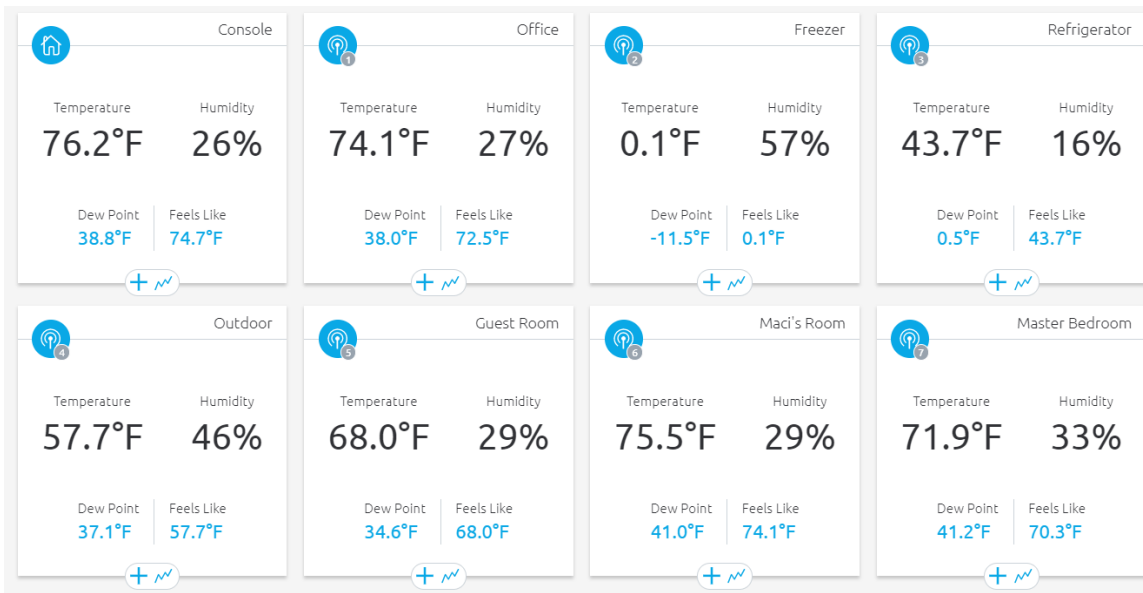 Console
Temperature Humidity
76.2°F 26%
Dew Point Feels Like
38.8°F 74.7°F
1
Office
Temperature Humidity
74.1°F 27%
Dew Point Feels Like
38.0°F 72.5°F
2
Freezer
Temperature Humidity
0.1°F 57%
Dew Point Feels Like
-11.5°F 0.1°F
3
Refrigerator
Temperature Humidity
43.7°F 16%
Dew Point Feels Like
0.5°F 43.7°F
4
Outdoor
Temperature Humidity
57.7°F 46%
Dew Point Feels Like
37.1°F 57.7°F
5
Guest Room
Temperature Humidity
68.0°F 29%
Dew Point Feels Like
34.6°F 68.0°F
6
Maci's Room
Temperature Humidity
75.5°F 29%
Dew Point Feels Like
41.0°F 74.1°F
7
Master Bedroom
Temperature Humidity
71.9°F 33%
Dew Point Feels Like
41.2°F 70.3°F